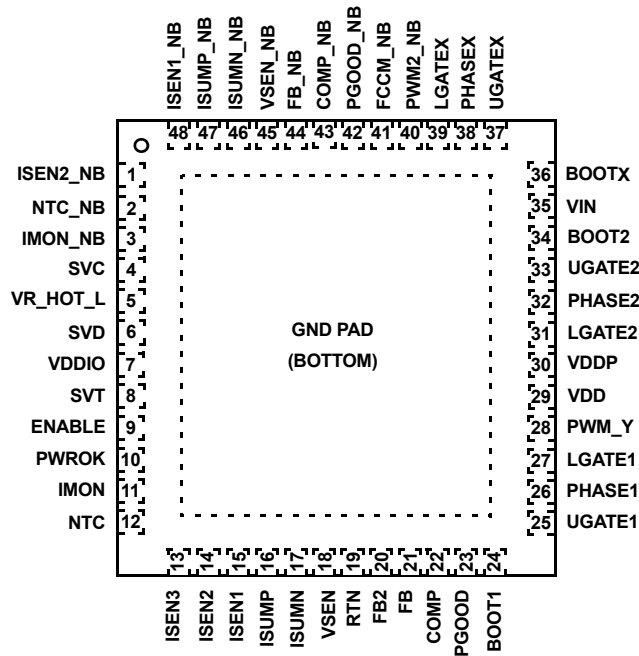 ISEN1_NB
ISUMP_NB
ISUMN_NB
VSEN_NB
FB_NB
COMP_NB
PGOOD_NB
FCCM_NB
PWM2_NB
LGATEX
PHASEX
UGATEX
48 47 46 45 44 43 42 41 40 39 38 37
ISEN2_NB 1
NTC_NB 2
IMON_NB 3
SVC 4
VR_HOT_L 5
SVD 6
VDDIO 7
SVT 8
ENABLE 9
PWROK 10
IMON 11
NTC 12
GND PAD
(BOTTOM)
36 BOOTX
35 VIN
34 BOOT2
33 UGATE2
32 PHASE2
31 LGATE2
30 VDDP
29 VDD
28 PWM_Y
27 LGATE1
26 PHASE1
25 UGATE1
13 14 15 16 17 18 19 20 21 22 23 24
ISEN3
ISEN2
ISEN1
ISUMP
ISUMN
VSEN
RTN
FB2
FB
COMP
PGOOD
BOOT1